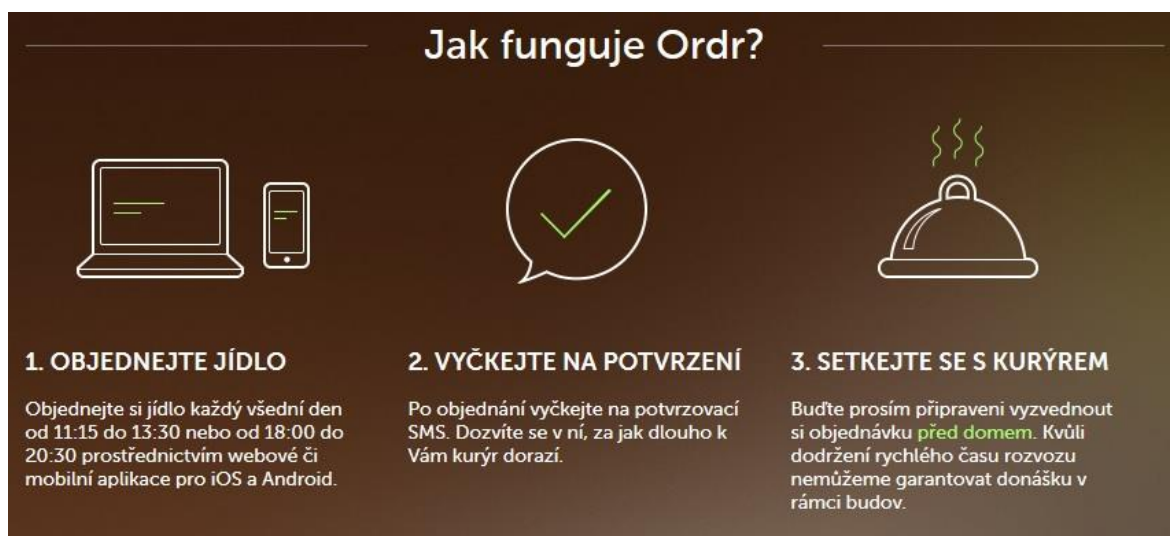 Jak funguje Ordr?
1. OBJEDNEJTE JÍDLO
Objednejte si jídlo každý všední den
od 11:15 do 13:30 nebo od 18:00 do
20:30 prostřednictvím webové či
mobilní aplikace pro iOS a Android.
2. VYČKEJTE NA POTVRZENÍ
Po objednání vyčkejte na potvrzovací
SMS. Dozvíte se v ní, za jak dlouho k
Vám kurýr dorazí.
3. SETKEJTE SE S KURÝREM
Buďte prosím připraveni vyzvednout
si objednávku před domem. Kvůli
dodržení rychlého času rozvozu
nemůžeme garantovat donášku v
rámci budov.